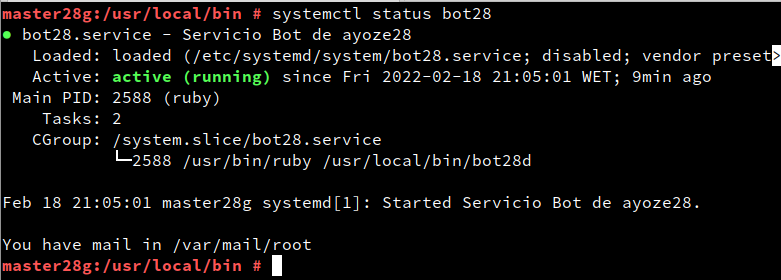 master28g:/usr/local/bin # systemctl status bot28
● bot28.service - Servicio Bot de ayoze28
   Loaded: loaded (/etc/systemd/system/bot28.service; disabled; vendor preset>
   Active: active (running) since Fri 2022-02-18 21:05:01 WET; 9min ago
 Main PID: 2588 (ruby)
    Tasks: 2
   CGroup: /system.slice/bot28.service
           └─2588 /usr/bin/ruby /usr/local/bin/bot28d

Feb 18 21:05:01 master28g systemd[1]: Started Servicio Bot de ayoze28.

You have mail in /var/mail/root
master28g:/usr/local/bin #